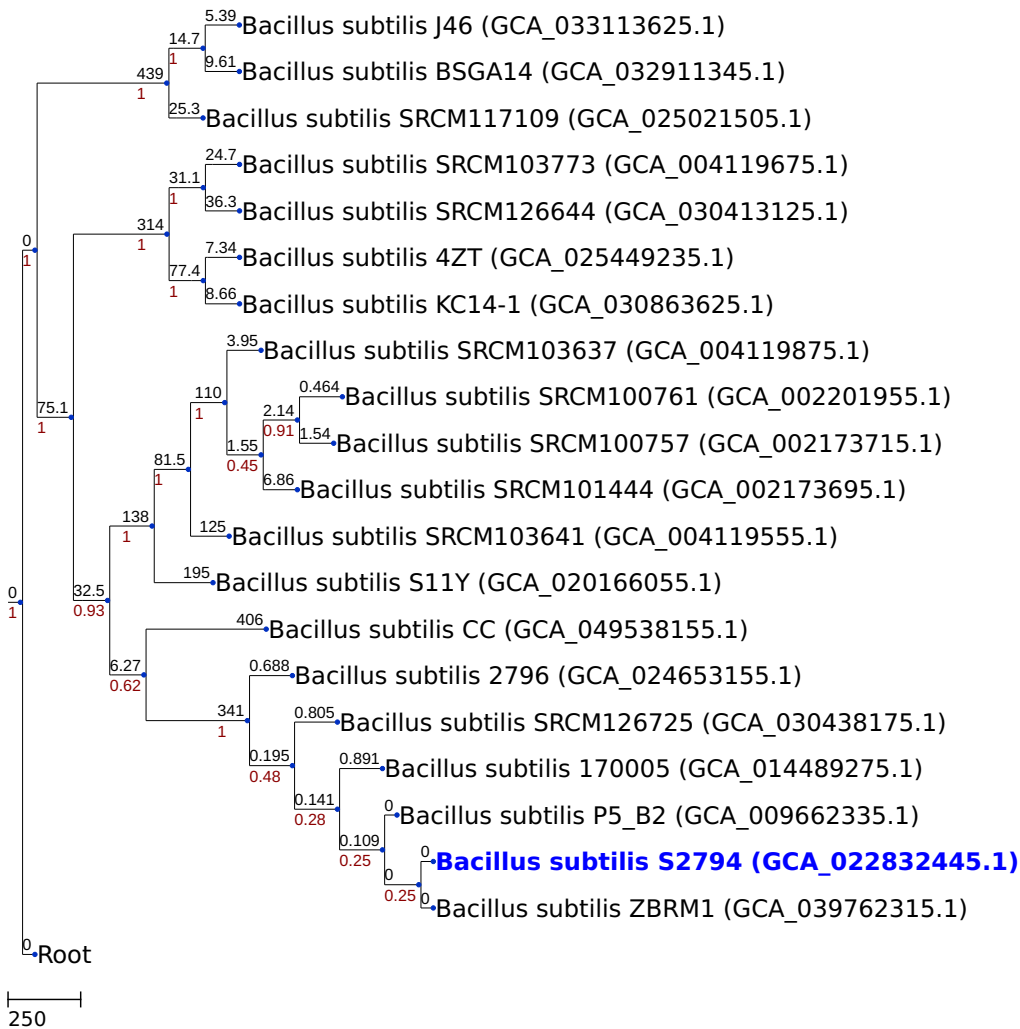 5.39
Bacillus subtilis J46 (GCA_033113625.1)
14.7
1
9.61
Bacillus subtilis BSGA14 (GCA_032911345.1)
439
1
25.3
Bacillus subtilis SRCM117109 (GCA_025021505.1)
24.7
Bacillus subtilis SRCM103773 (GCA_004119675.1)
31.1
1
36.3
Bacillus subtilis SRCM126644 (GCA_030413125.1)
314
1
0
1
7.34
Bacillus subtilis 4ZT (GCA_025449235.1)
77.4
1
8.66
Bacillus subtilis KC14-1 (GCA_030863625.1)
3.95
Bacillus subtilis SRCM103637 (GCA_004119875.1)
110
1
0.464
Bacillus subtilis SRCM100761 (GCA_002201955.1)
75.1
1
2.14
0.91
1.54
Bacillus subtilis SRCM100757 (GCA_002173715.1)
1.55
0.45
81.5
1
6.86
Bacillus subtilis SRCM101444 (GCA_002173695.1)
138
1
125
Bacillus subtilis SRCM103641 (GCA_004119555.1)
195
Bacillus subtilis S11Y (GCA_020166055.1)
0
1
32.5
0.93
406
Bacillus subtilis CC (GCA_049538155.1)
6.27
0.62
0.688
Bacillus subtilis 2796 (GCA_024653155.1)
341
1
0.805
Bacillus subtilis SRCM126725 (GCA_030438175.1)
0.195
0.48
0.891
Bacillus subtilis 170005 (GCA_014489275.1)
0.141
0.28
0
Bacillus subtilis P5_B2 (GCA_009662335.1)
0.109
0.25
0
Bacillus subtilis S2794 (GCA_022832445.1)
0
0.25
0
Bacillus subtilis ZBRM1 (GCA_039762315.1)
0
Root
250